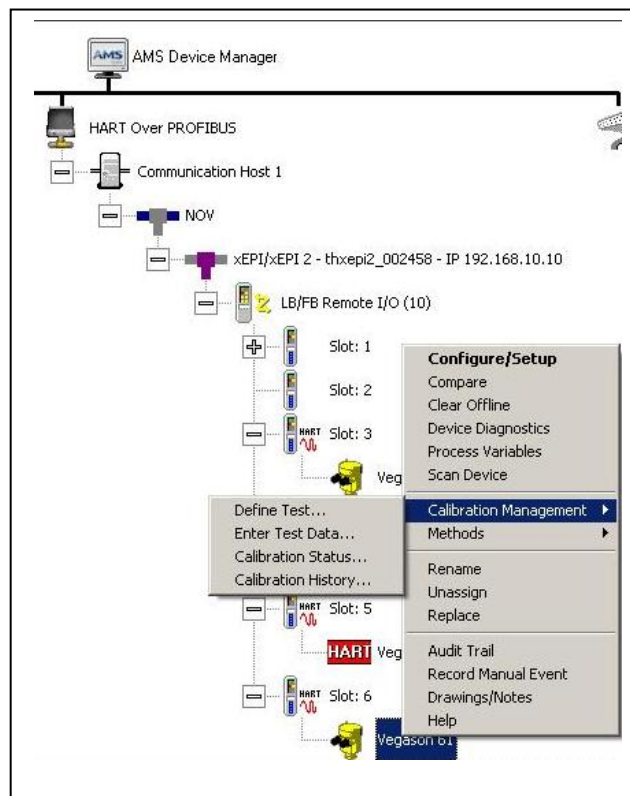 AMS
AMS Device Manager
HART Over PROFIBUS
Communication Host 1
NOV
xEPI/xEPI 2 - thxepi2_002458 - IP 192.168.10.10
LB/FB Remote I/O (10)
Slot: 1
Slot: 2
HART Slot: 3
Veg
HART Slot: 5
HART Veg
HART Slot: 6
Vegason 61
Configure/Setup
Compare
Clear Offline
Device Diagnostics
Process Variables
Scan Device
Calibration Management
Methods
Rename
Unassign
Replace
Audit Trail
Record Manual Event
Drawings/Notes
Help
Define Test...
Enter Test Data...
Calibration Status...
Calibration History...